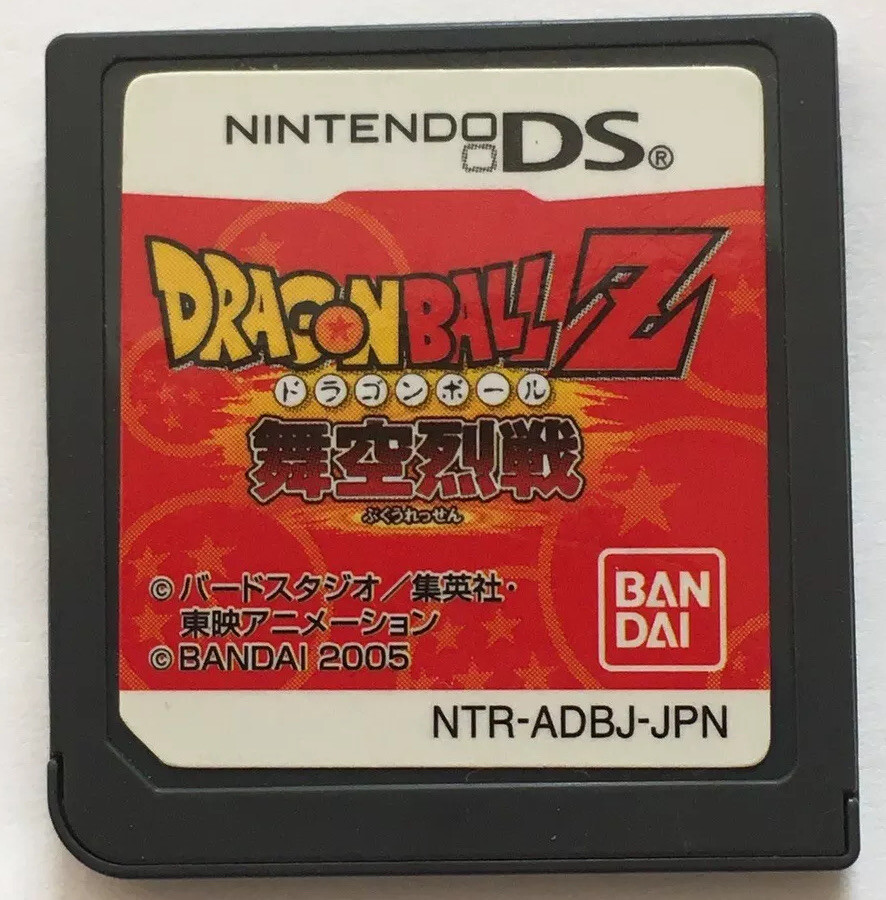 NINTENDO DS®
DRAGON BALL Z
ドラゴンボール
舞空烈戦
ぶくうれっせん
©バードスタジオ／集英社・
東映アニメーション
©BANDAI 2005
BAN
DAI
NTR-ADBJ-JPN